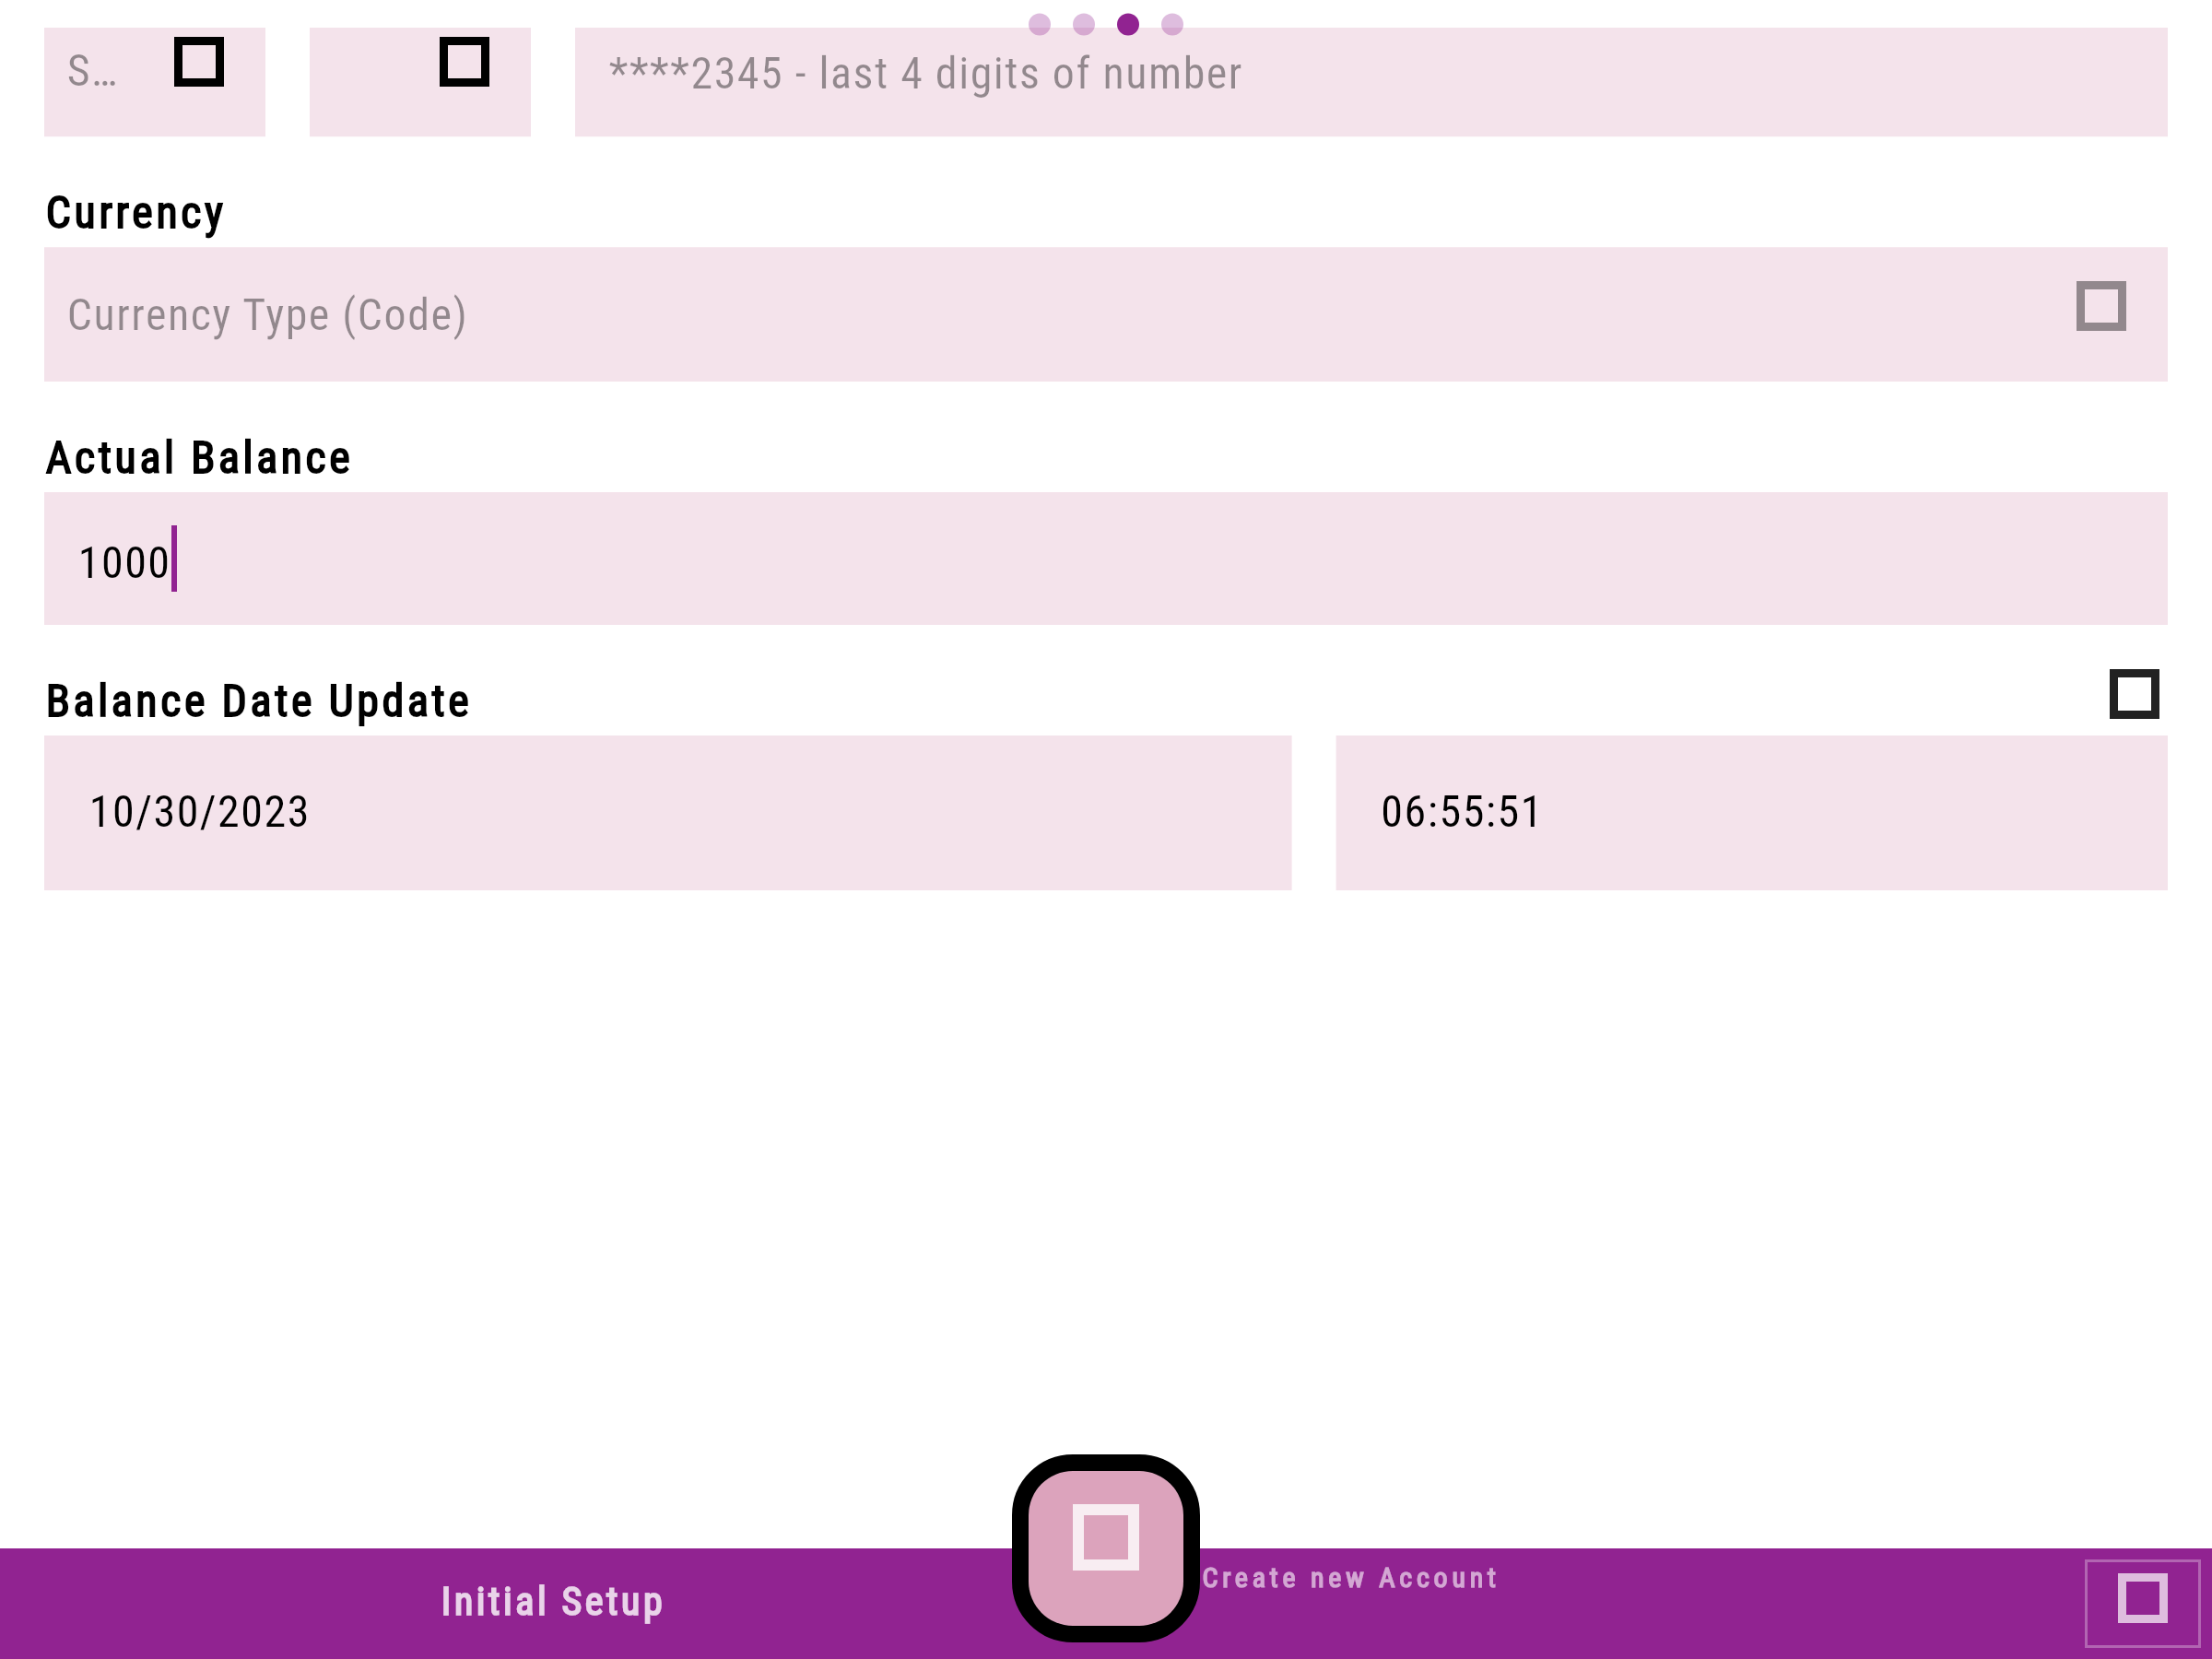 S…
****2345 - last 4 digits of number
Currency
Currency Type (Code)
Actual Balance
1000
Balance Date Update
10/30/2023
06:55:51
Initial Setup
Create new Account